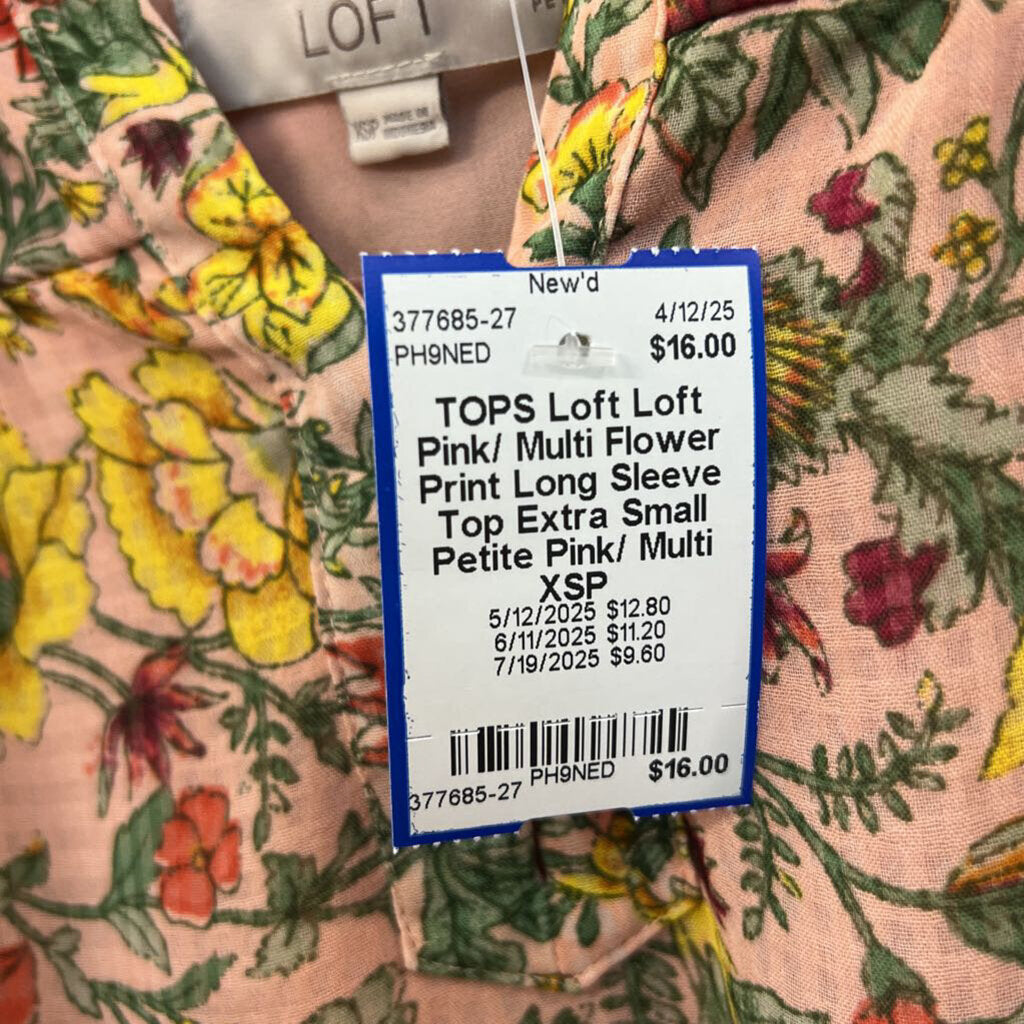 LOFT
PE
XSP
New'd
377685-27 4/12/25
PH9NED $16.00
TOPS Loft Loft
Pink/ Multi Flower
Print Long Sleeve
Top Extra Small
Petite Pink/ Multi
XSP
5/12/2025 $12.80
6/11/2025 $11.20
7/19/2025 $9.60
377685-27 PH9NED $16.00